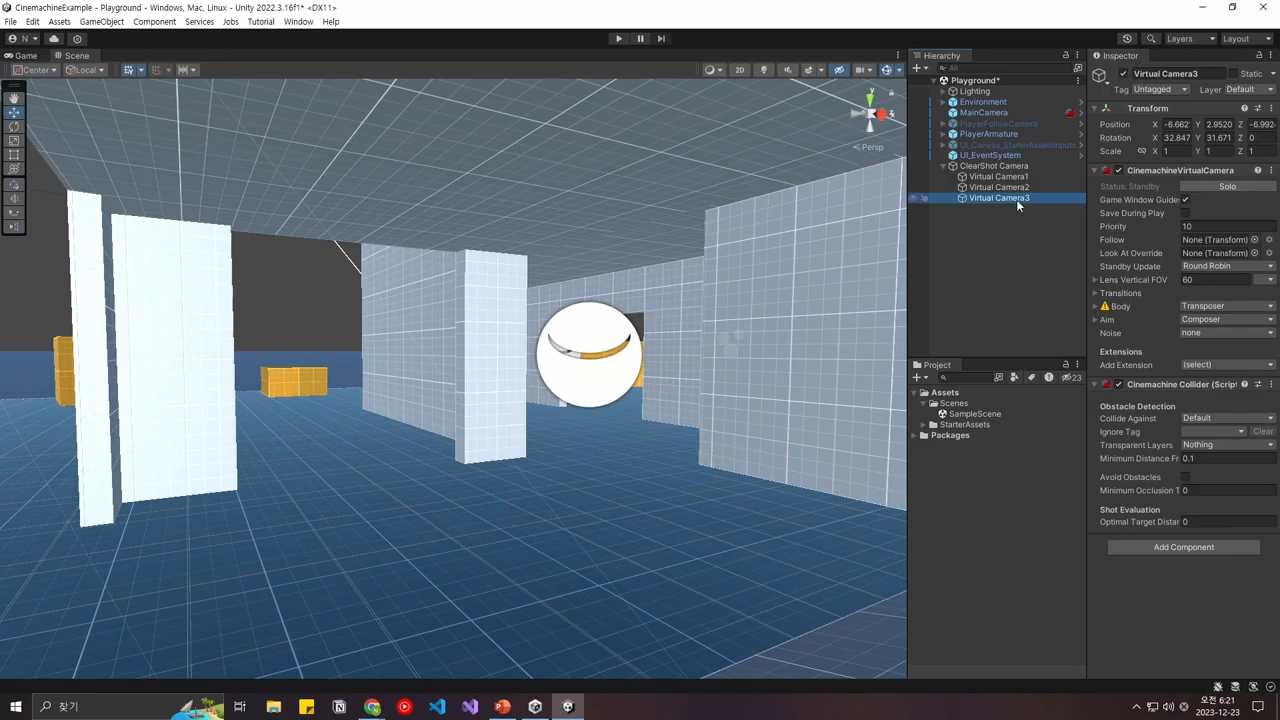 CinemachineExample - Playground - Windows, Mac, Linux - Unity 2022.3.16f1* <DX11>
File Edit Assets GameObject Component Services Jobs Tutorial Window Help
N Layers Layout
Game Scene
Center Local 2D
y
Persp
Hierarchy
All
Playground*
Lighting
Environment
MainCamera
PlayerFollowCamera
PlayerArmature
UI_Canvas_StarterAssetsInputs
UI_EventSystem
ClearShot Camera
Virtual Camera1
Virtual Camera2
Virtual Camera3
Project
23
Assets
Scenes
SampleScene
StarterAssets
Packages
Inspector
Virtual Camera3 Static
Tag Untagged Layer Default
Transform
Position X -6.662 Y 2.9520 Z -6.992
Rotation X 32.847 Y 31.671 Z 0
Scale X 1 Y 1 Z 1
CinemachineVirtualCamera
Status: Standby Solo
Game Window Guide
Save During Play
Priority 10
Follow None (Transform)
Look At Override None (Transform)
Standby Update Round Robin
Lens Vertical FOV 60
Transitions
Body Transposer
Aim Composer
Noise none
Extensions
Add Extension (select)
Cinemachine Collider (Script
Obstacle Detection
Collide Against Default
Ignore Tag Clear
Transparent Layers Nothing
Minimum Distance Fr 0.1
Avoid Obstacles
Minimum Occlusion T 0
Shot Evaluation
Optimal Target Distar 0
Add Component
찾기
오전 6:21
2023-12-23